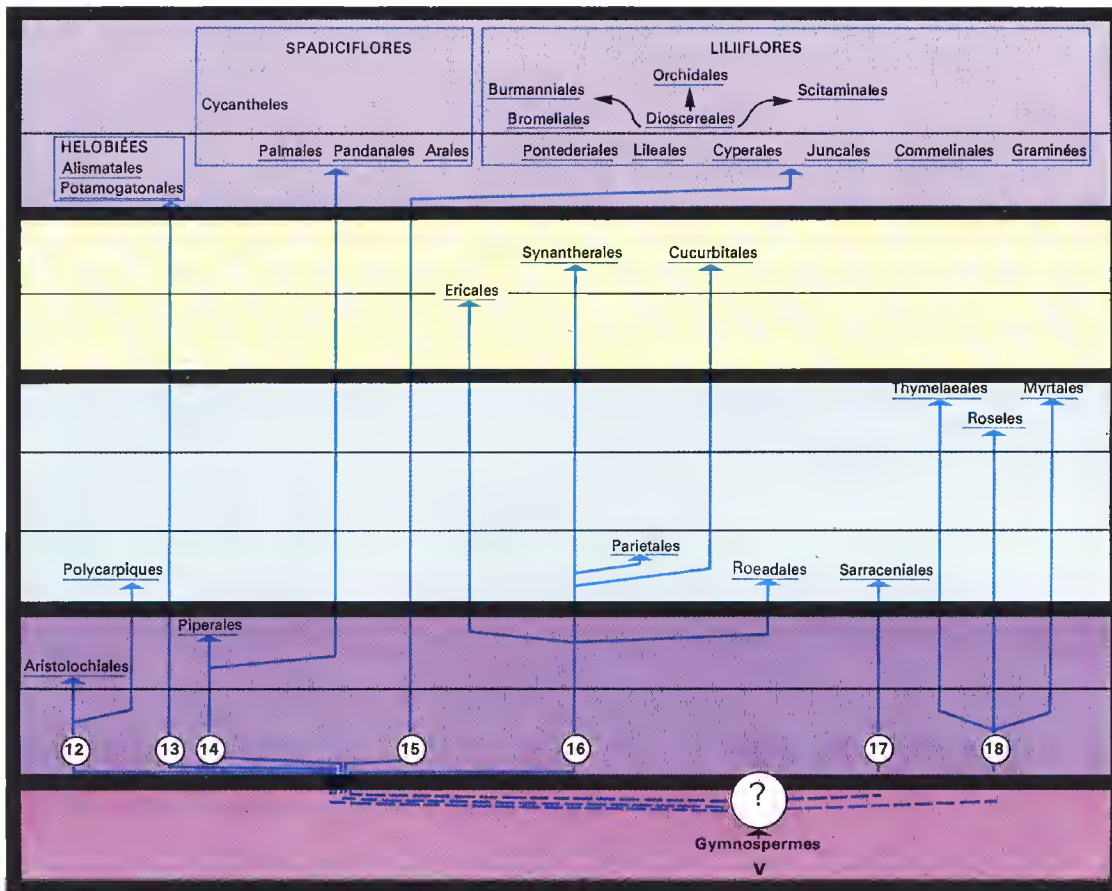 SPADICIFLORES
LILIIFLORES
Orchidales
Burmanniales
Scitaminales
Cycantheles
Bromeliales
Dioscereales
HELOBIÉES
Palmales
Pandanales
Arales
Pontederiales
Lileales
Cyperales
Juncales
Commelinales
Graminées
Alismatales
Potamogatonales
Synantherales
Cucurbitales
Ericales
Thymelaeales
Myrtales
Roseles
Parietales
Polycarpiques
Roeadales
Sarraceniales
Piperales
Aristolochiales
12
13
14
15
16
17
18
?
Gymnospermes
V